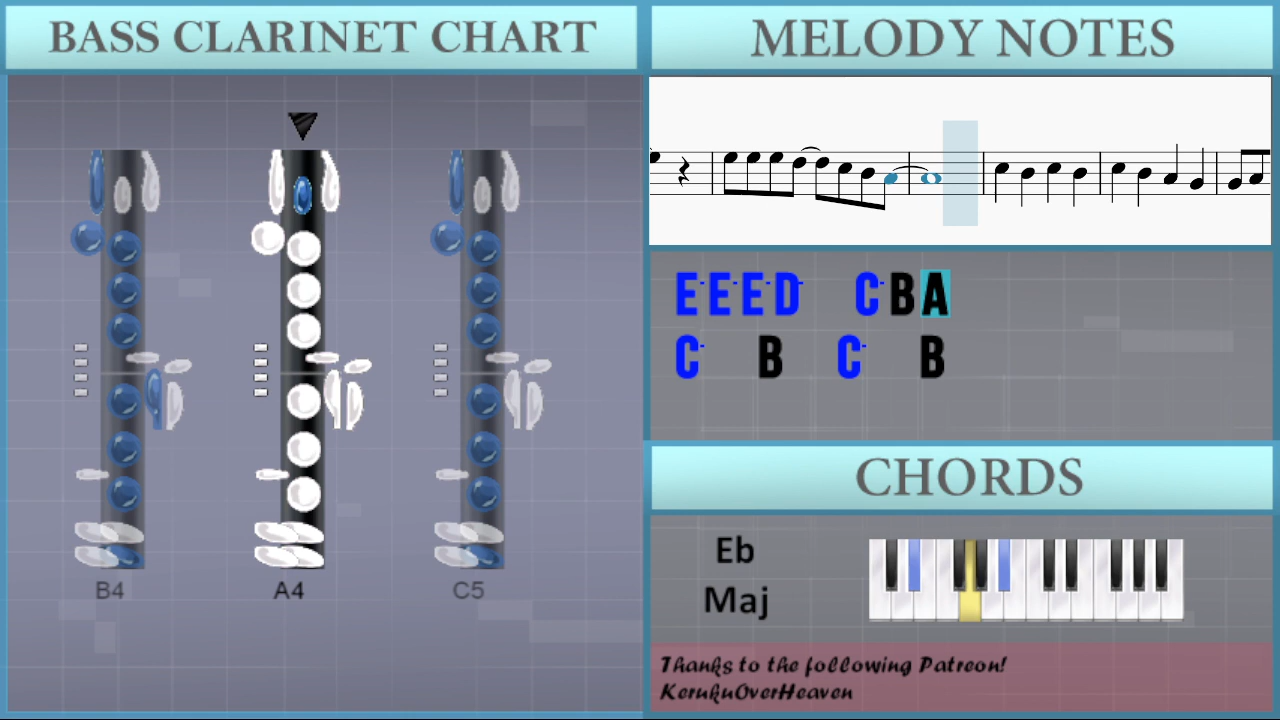 BASS CLARINET CHART
B4
A4
C5
MELODY NOTES
E- E- E- D- C- B A
C- B C- B
CHORDS
Eb
Maj
Thanks to the following Patreon!
KerukuOverHeaven